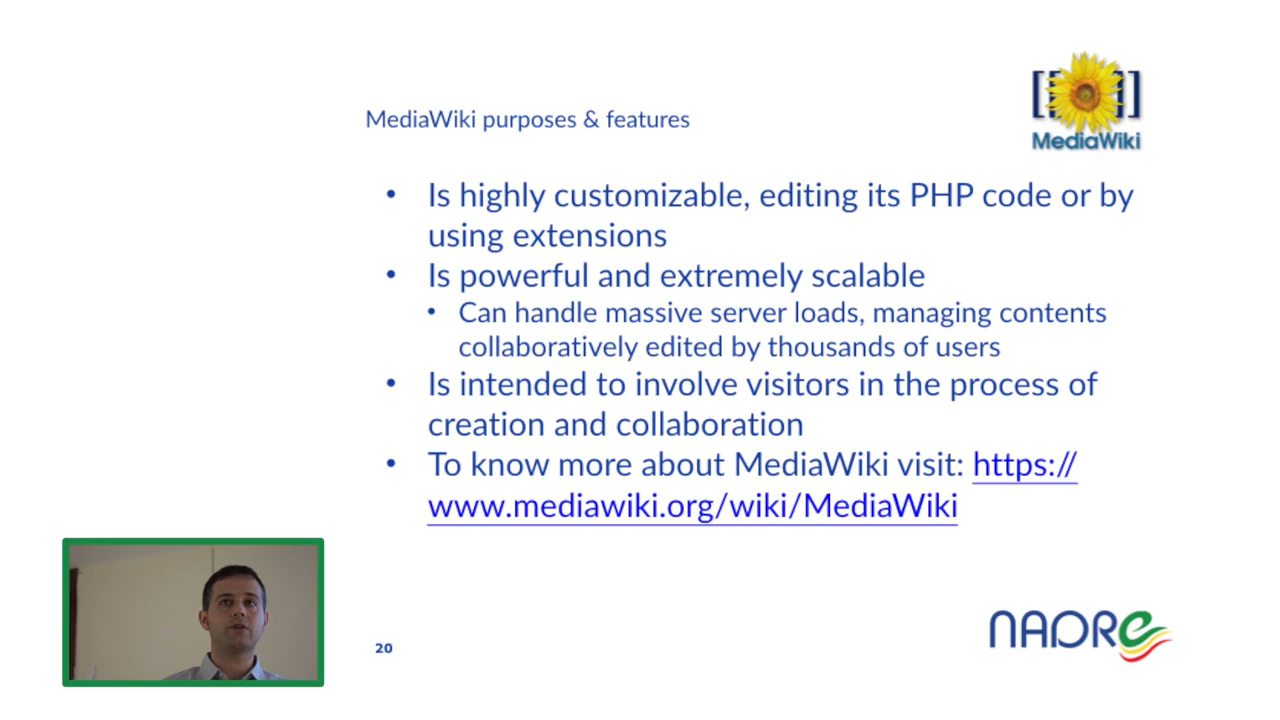 MediaWiki purposes & features
[[ ]]
MediaWiki
• Is highly customizable, editing its PHP code or by
using extensions
• Is powerful and extremely scalable
• Can handle massive server loads, managing contents
collaboratively edited by thousands of users
• Is intended to involve visitors in the process of
creation and collaboration
• To know more about MediaWiki visit: https://
www.mediawiki.org/wiki/MediaWiki
20
NADRe